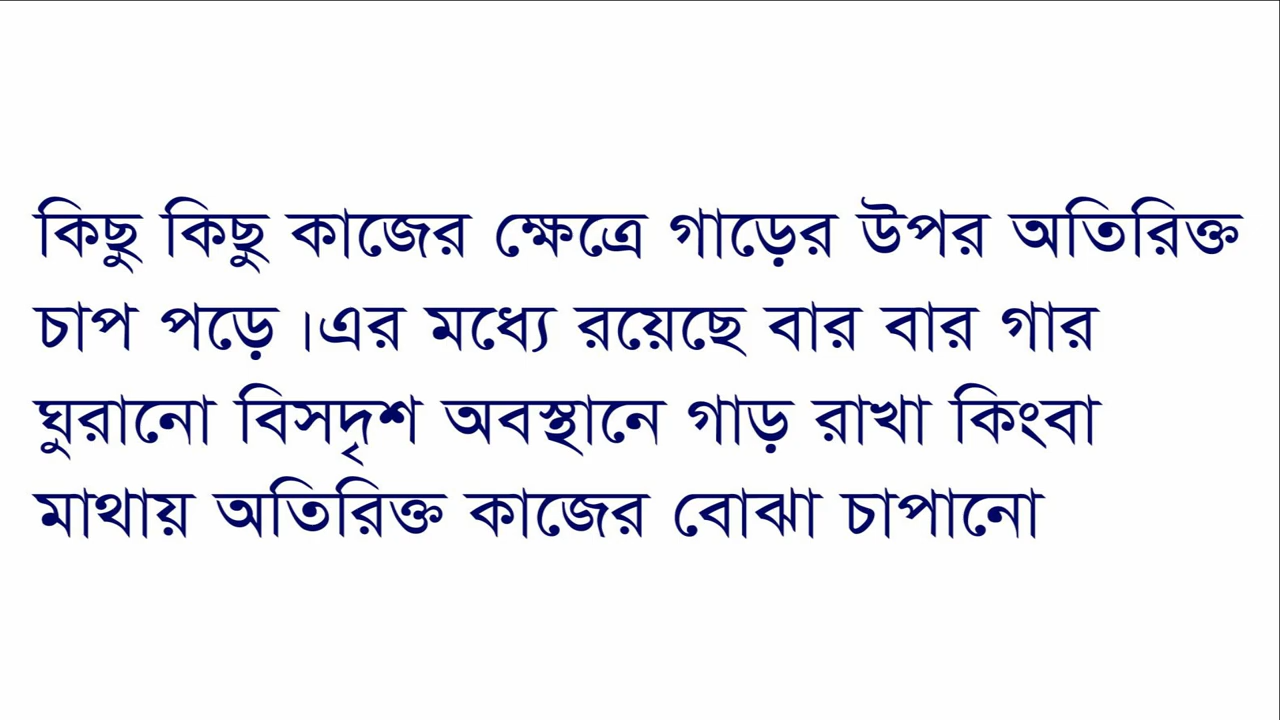 কিছু কিছু কাজের ক্ষেত্রে গাড়ের উপর অতিরিক্ত
চাপ পড়ে ।এর মধ্যে রয়েছে বার বার গার
ঘুরানো বিসদৃশ অবস্থানে গাড় রাখা কিংবা
মাথায় অতিরিক্ত কাজের বোঝা চাপানো